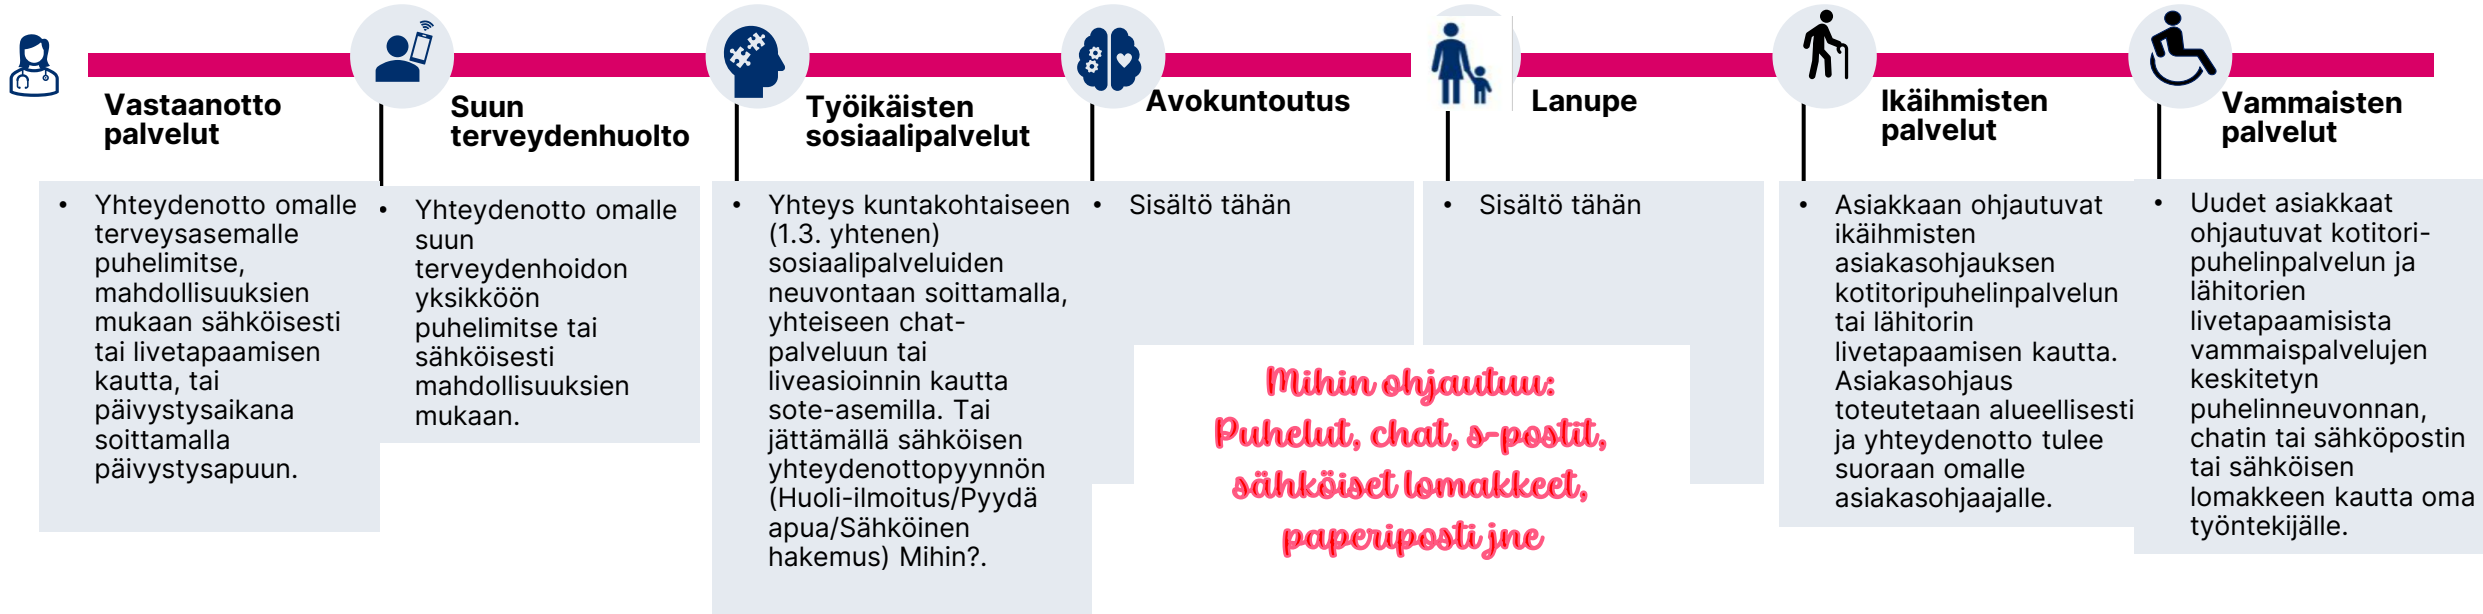 Vastaanotto
palvelut
• Yhteydenotto omalle
terveysasemalle
puhelimitse,
mahdollisuuksien
mukaan sähköisesti
tai livetapaamisen
kautta, tai
päivystysaikana
soittamalla
päivystysapuun.
Suun
terveydenhuolto
• Yhteydenotto omalle
suun
terveydenhoidon
yksikköön
puhelimitse tai
sähköisesti
mahdollisuuksien
mukaan.
Työikäisten
sosiaalipalvelut
• Yhteys kuntakohtaiseen
(1.3. yhtenen)
sosiaalipalveluiden
neuvontaan soittamalla,
yhteiseen chat-
palveluun tai
liveasioinnin kautta
sote-asemilla. Tai
jättämällä sähköisen
yhteydenottopyynnön
(Huoli-ilmoitus/Pyydä
apua/Sähköinen
hakemus) Mihin?.
Avokuntoutus
• Sisältö tähän
Lanupe
• Sisältö tähän
Mihin ohjautuu:
Puhelut, chat, s-postit,
sähköiset lomakkeet,
paperiposti jne
Ikäihmisten
palvelut
• Asiakkaan ohjautuvat
ikäihmisten
asiakasohjauksen
kotitoripuhelinpalvelun
tai lähitorin
livetapaamisen kautta.
Asiakasohjaus
toteutetaan alueellisesti
ja yhteydenotto tulee
suoraan omalle
asiakasohjaajalle.
Vammaisten
palvelut
• Uudet asiakkaat
ohjautuvat kotitori-
puhelinpalvelun ja
lähitorien
livetapaamisista
vammaispalvelujen
keskitetyn
puhelinneuvonnan,
chatin tai sähköpostin
tai sähköisen
lomakkeen kautta oma
työntekijälle.